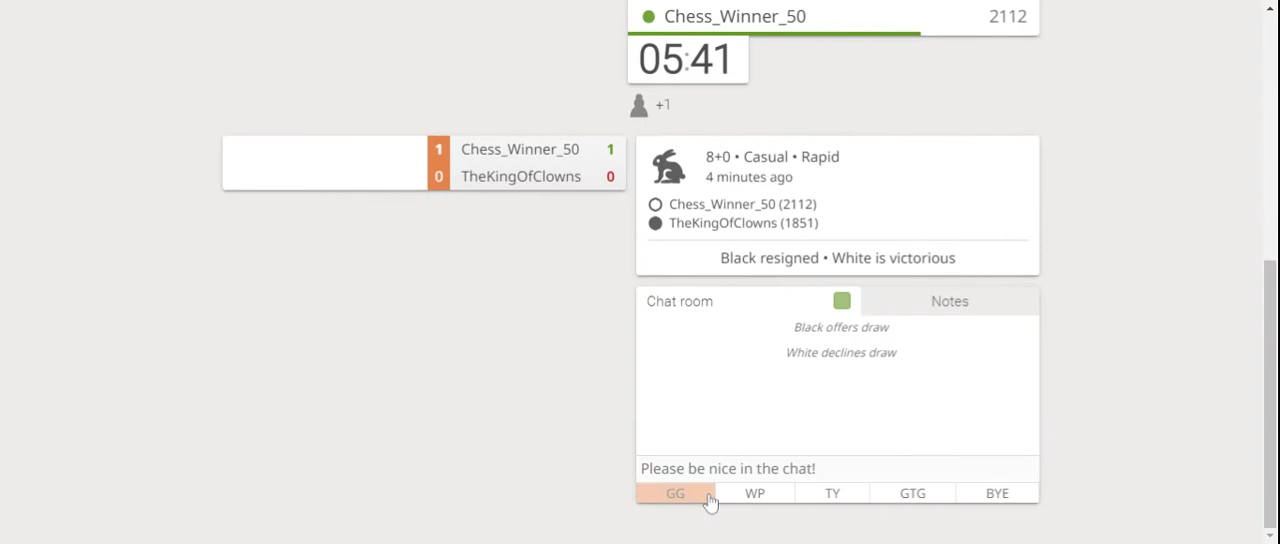 Chess_Winner_50 2112
05:41
+1
1 Chess_Winner_50 1
0 TheKingOfClowns 0
8+0 • Casual • Rapid
4 minutes ago
Chess_Winner_50 (2112)
TheKingOfClowns (1851)
Black resigned • White is victorious
Chat room Notes
Black offers draw
White declines draw
Please be nice in the chat!
GG WP TY GTG BYE